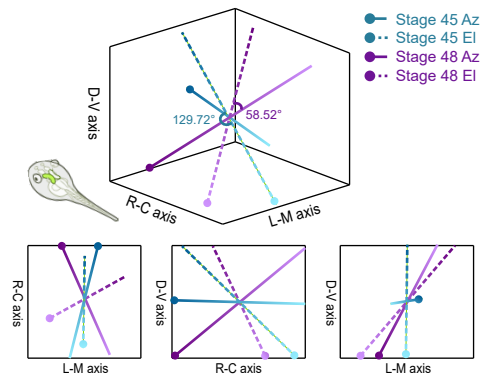 Stage 45 Az
Stage 45 El
Stage 48 Az
Stage 48 El
D-V axis
129.72°
58.52°
R-C axis
L-M axis
R-C axis
D-V axis
D-V axis
L-M axis
R-C axis
L-M axis